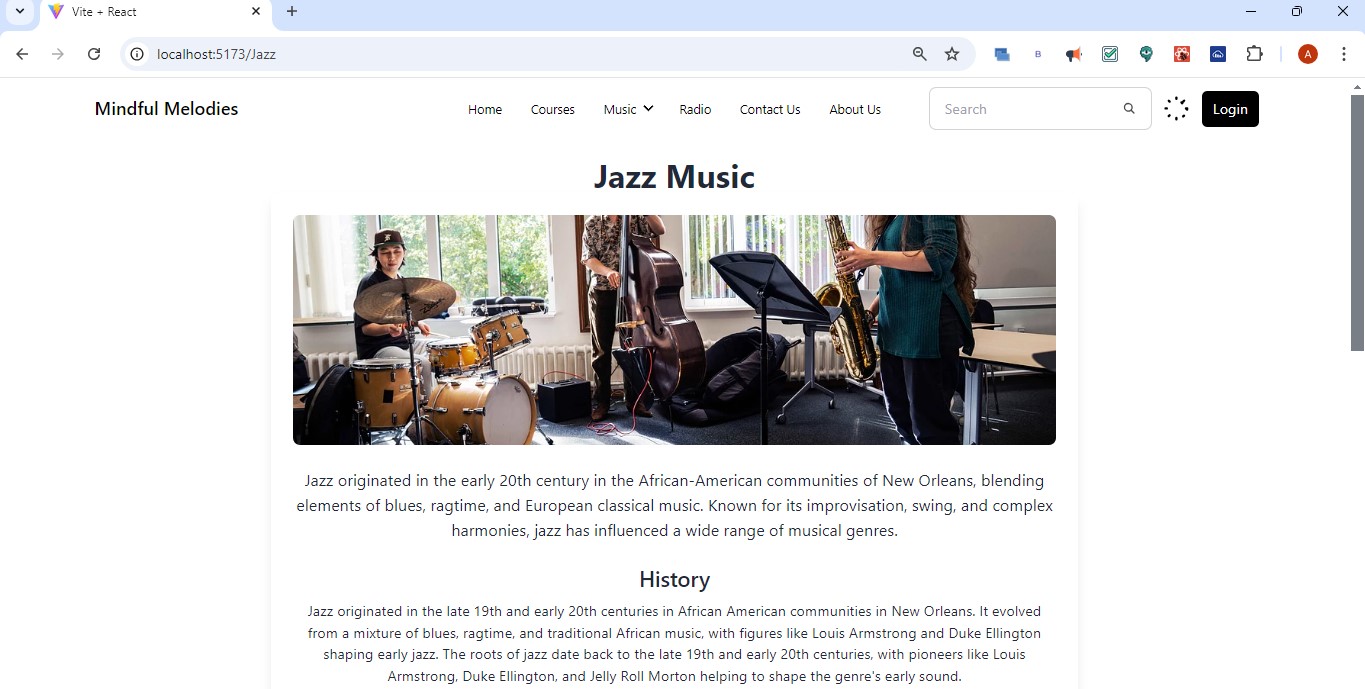 Vite + React
localhost:5173/Jazz
B
A
Mindful Melodies
Home Courses Music Radio Contact Us About Us Search Login
Jazz Music
Jazz originated in the early 20th century in the African-American communities of New Orleans, blending
elements of blues, ragtime, and European classical music. Known for its improvisation, swing, and complex
harmonies, jazz has influenced a wide range of musical genres.
History
Jazz originated in the late 19th and early 20th centuries in African American communities in New Orleans. It evolved
from a mixture of blues, ragtime, and traditional African music, with figures like Louis Armstrong and Duke Ellington
shaping early jazz. The roots of jazz date back to the late 19th and early 20th centuries, with pioneers like Louis
Armstrong, Duke Ellington, and Jelly Roll Morton helping to shape the genre's early sound.